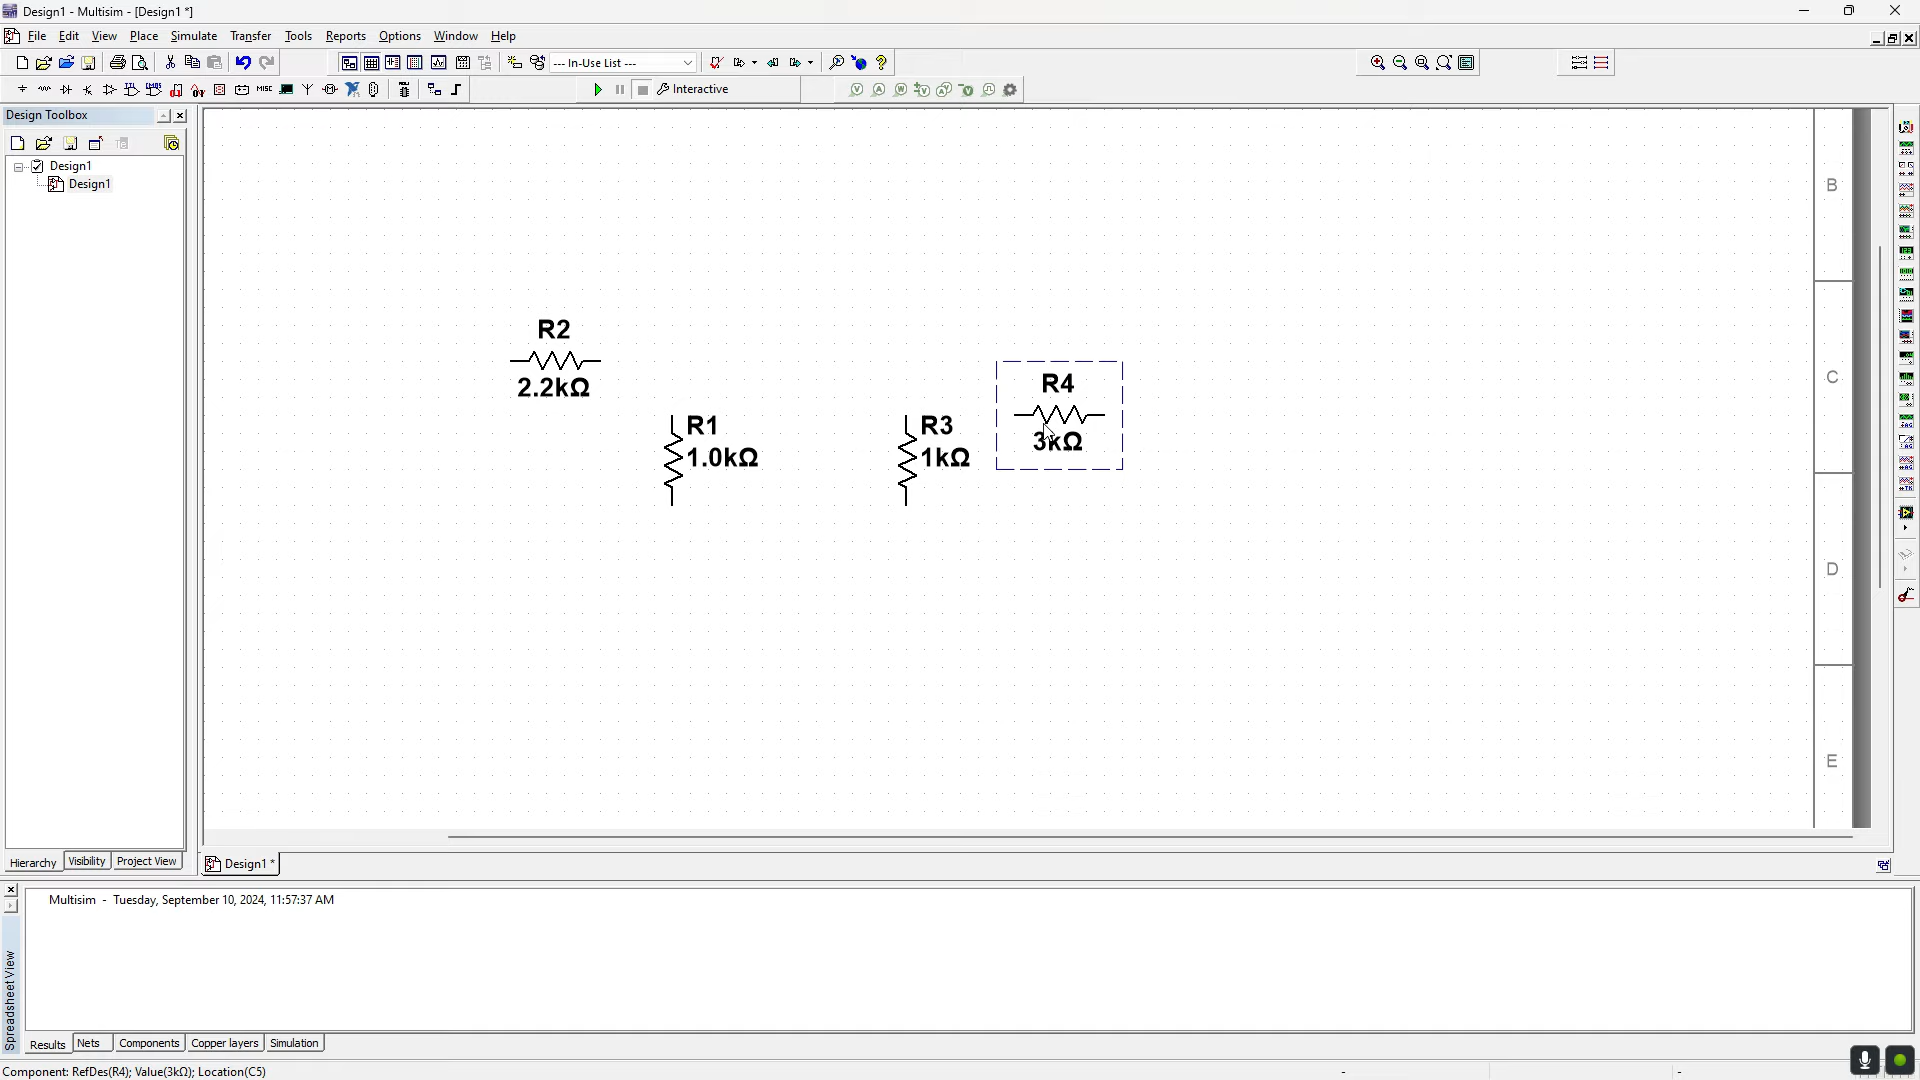 Design1 - Multisim - [Design1 *]
File Edit View Place Simulate Transfer Tools Reports Options Window Help
--- In-Use List ---
MISC Interactive
Design Toolbox
Design1
Design1
B
C
D
E
R2
2.2kΩ
R1
1.0kΩ
R3
1kΩ
R4
3kΩ
Hierarchy Visibility Project View
Design1 *
Multisim - Tuesday, September 10, 2024, 11:57:37 AM
Spreadsheet View
Results Nets Components Copper layers Simulation
Component: RefDes(R4); Value(3kΩ); Location(C5) - -